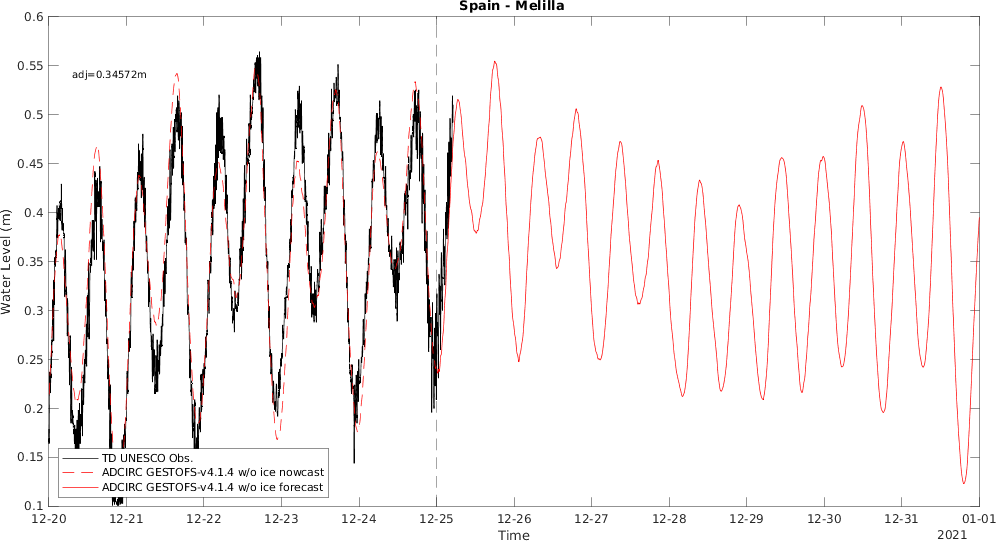 Spain - Melilla
0.6
0.55
0.5
0.45
0.4
0.35
0.3
0.25
0.2
0.15
0.1
Water Level (m)
adj=0.34572m
TD UNESCO Obs.
ADCIRC GESTOFS-v4.1.4 w/o ice nowcast
ADCIRC GESTOFS-v4.1.4 w/o ice forecast
12-20 12-21 12-22 12-23 12-24 12-25 12-26 12-27 12-28 12-29 12-30 12-31 01-01
Time
2021